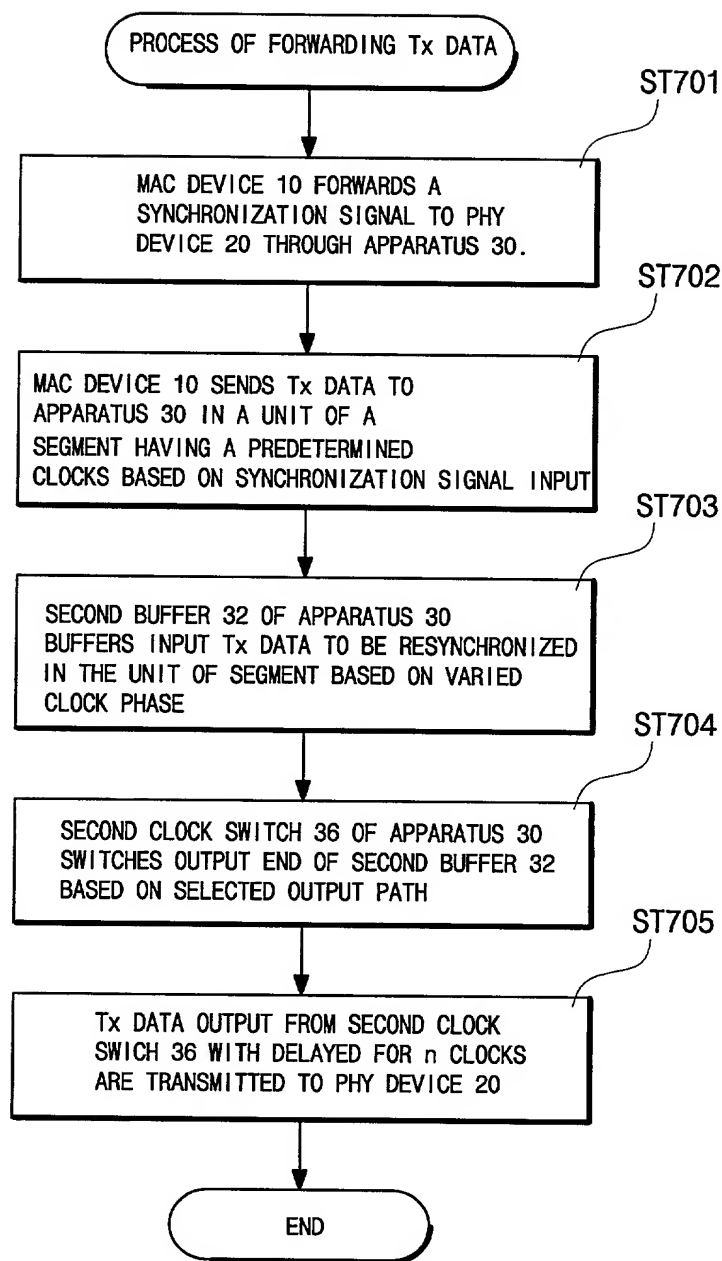 PROCESS OF FORWARDING Tx DATA
ST701
MAC DEVICE 10 FORWARDS A
SYNCHRONIZATION SIGNAL TO PHY
DEVICE 20 THROUGH APPARATUS 30.
ST702
MAC DEVICE 10 SENDS Tx DATA TO
APPARATUS 30 IN A UNIT OF A
SEGMENT HAVING A PREDETERMINED
CLOCKS BASED ON SYNCHRONIZATION SIGNAL INPUT
ST703
SECOND BUFFER 32 OF APPARATUS 30
BUFFERS INPUT Tx DATA TO BE RESYNCHRONIZED
IN THE UNIT OF SEGMENT BASED ON VARIED
CLOCK PHASE
ST704
SECOND CLOCK SWITCH 36 OF APPARATUS 30
SWITCHES OUTPUT END OF SECOND BUFFER 32
BASED ON SELECTED OUTPUT PATH
ST705
Tx DATA OUTPUT FROM SECOND CLOCK
SWICH 36 WITH DELAYED FOR n CLOCKS
ARE TRANSMITTED TO PHY DEVICE 20
END